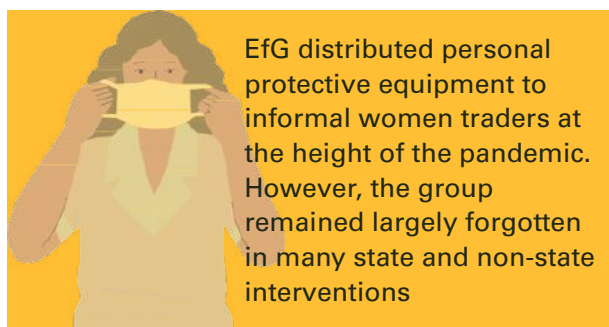 EfG distributed personal
protective equipment to
informal women traders at
the height of the pandemic.
However, the group
remained largely forgotten
in many state and non-state
interventions